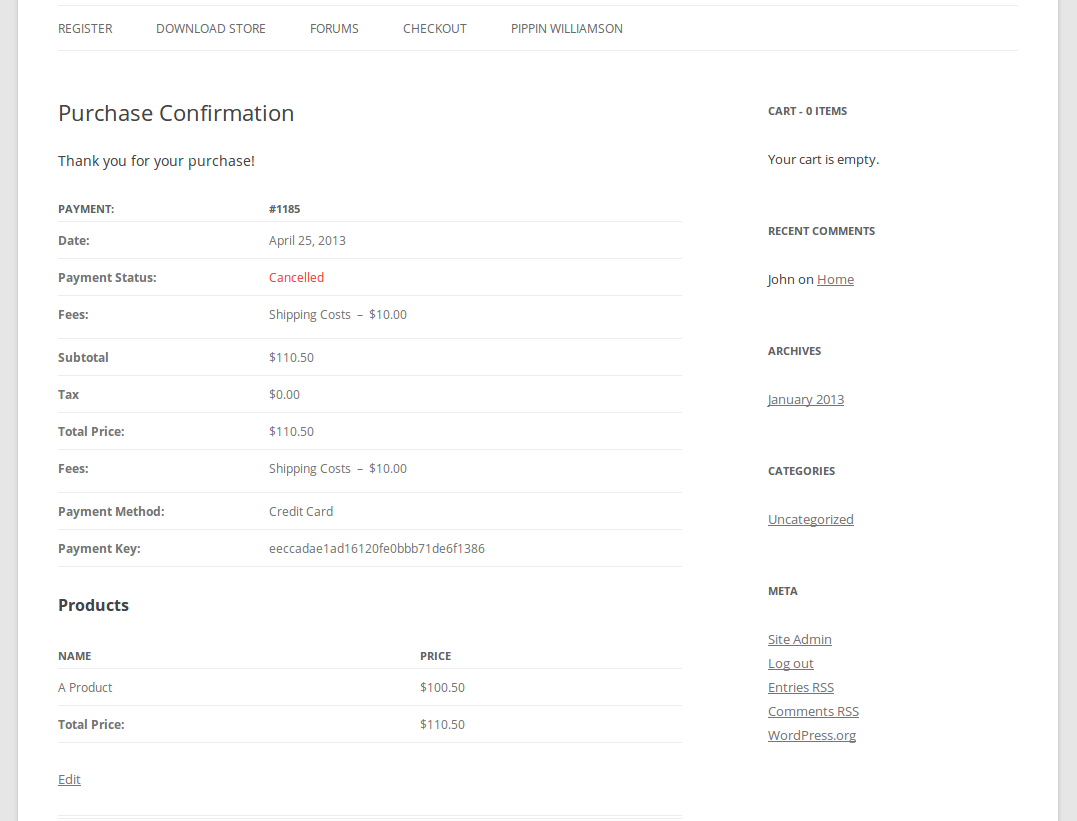 REGISTER DOWNLOAD STORE FORUMS CHECKOUT PIPPIN WILLIAMSON
Purchase Confirmation
Thank you for your purchase!
PAYMENT: #1185
Date: April 25, 2013
Payment Status: Cancelled
Fees: Shipping Costs – $10.00
Subtotal $110.50
Tax $0.00
Total Price: $110.50
Fees: Shipping Costs – $10.00
Payment Method: Credit Card
Payment Key: eeccadae1ad16120fe0bbb71de6f1386
Products
NAME PRICE
A Product $100.50
Total Price: $110.50
Edit
CART - 0 ITEMS
Your cart is empty.
RECENT COMMENTS
John on Home
ARCHIVES
January 2013
CATEGORIES
Uncategorized
META
Site Admin
Log out
Entries RSS
Comments RSS
WordPress.org